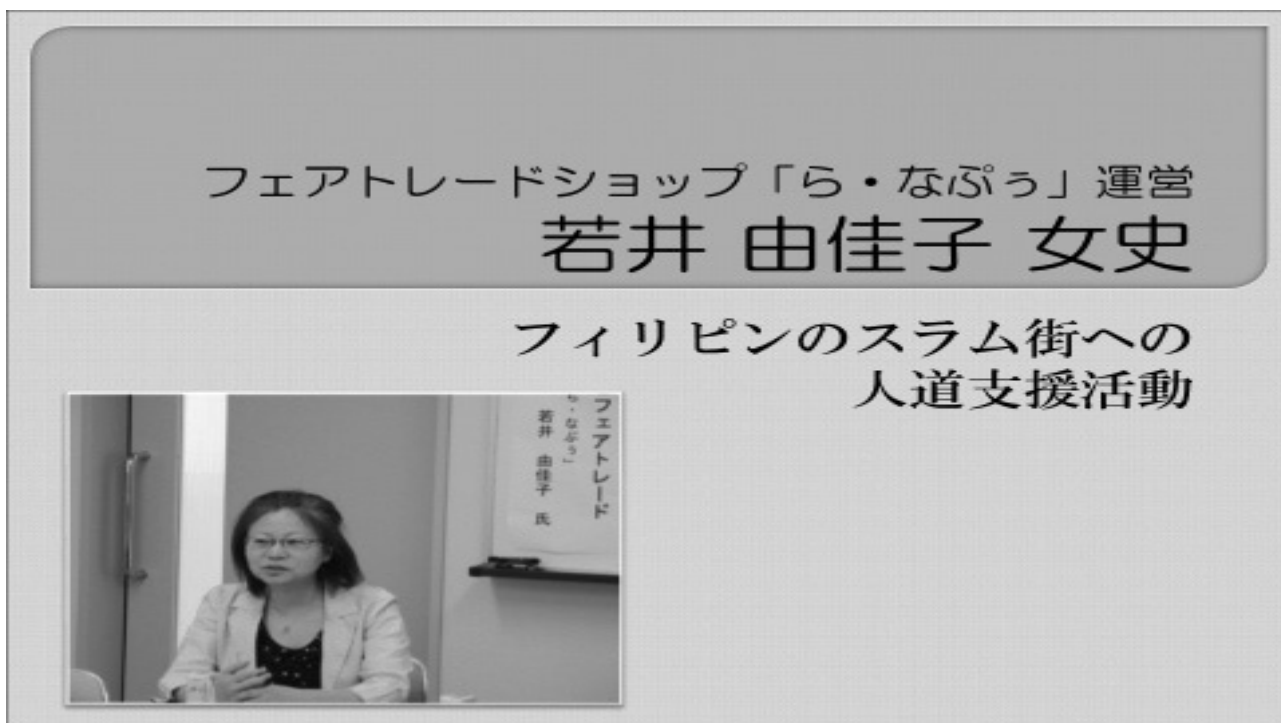 フェアトレードショップ「ら・なぷぅ」運営
若井 由佳子 女史
フィリピンのスラム街への
人道支援活動
フェアトレード
ら・なぷぅ」
若井 由佳子 氏